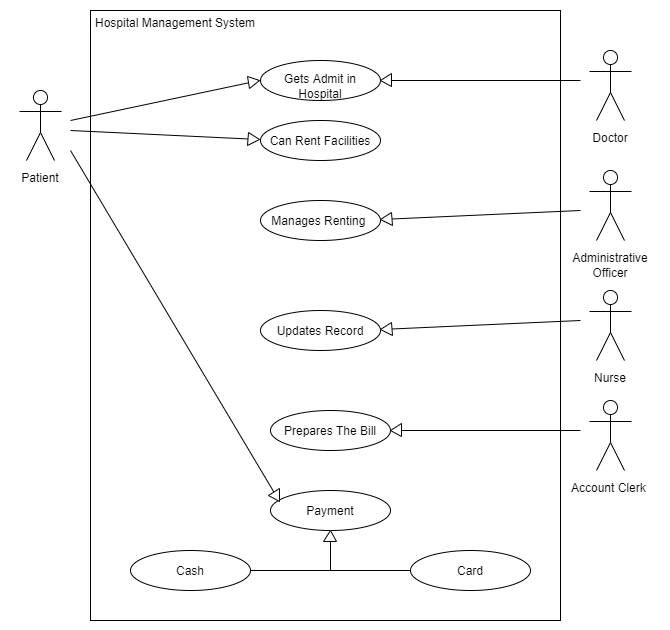 Hospital Management System
Gets Admit in
Hospital
Can Rent Facilities
Patient
Doctor
Manages Renting
Administrative
Officer
Updates Record
Nurse
Prepares The Bill
Account Clerk
Payment
Cash
Card